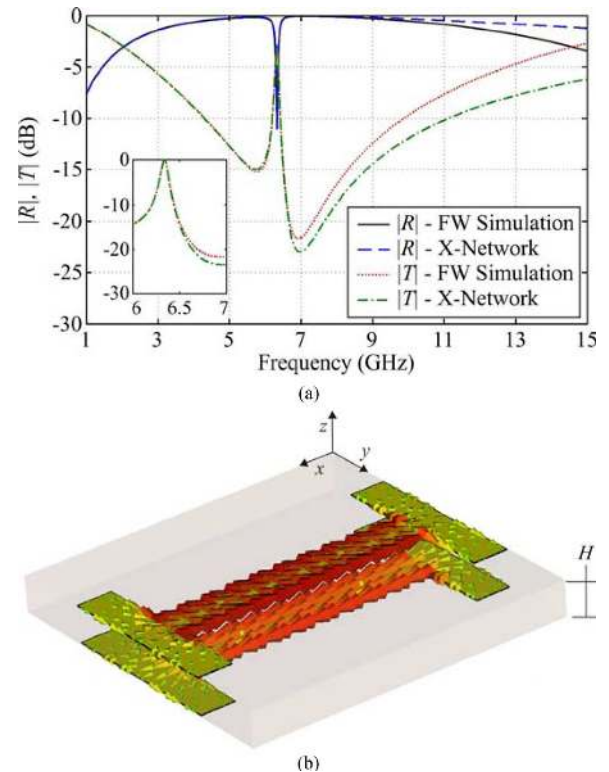 (a)
0
-5
-10
-15
-20
-25
-30
|R|, |T| (dB)
0
-10
-20
-30
6 6.5 7
|R| - FW Simulation
|R| - X-Network
|T| - FW Simulation
|T| - X-Network
1 3 5 7 9 11 13 15
Frequency (GHz)
(a)
z
x
y
H
(b)